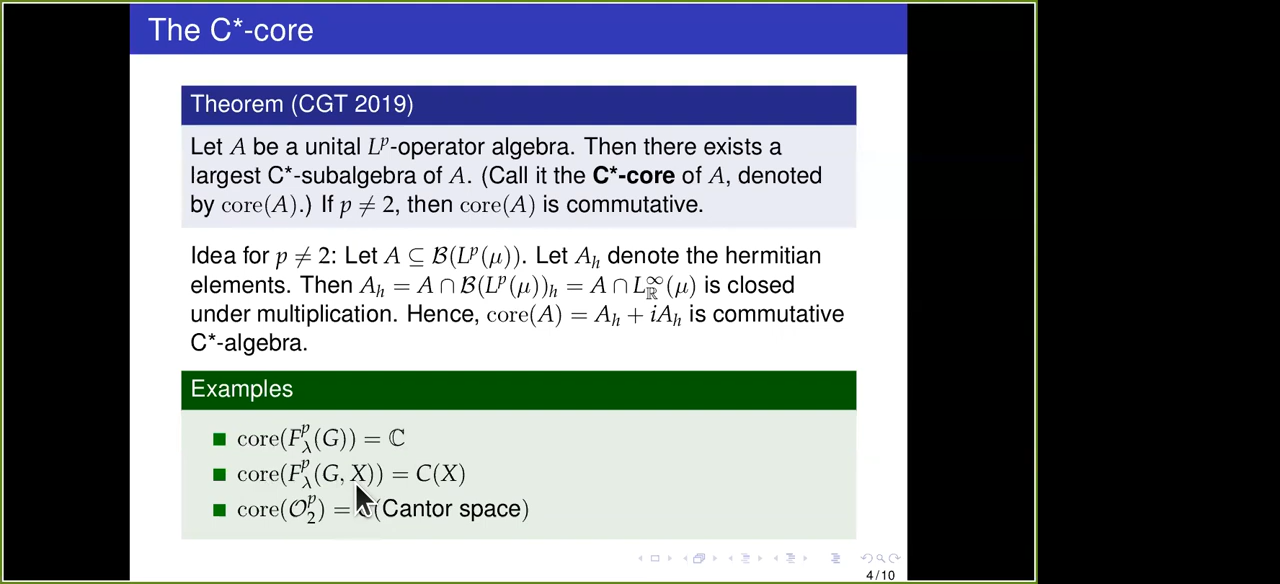 The C*-core
Theorem (CGT 2019)
Let A be a unital Lᵖ-operator algebra. Then there exists a
largest C*-subalgebra of A. (Call it the C*-core of A, denoted
by core(A).) If p ≠ 2, then core(A) is commutative.
Idea for p ≠ 2: Let A ⊆ ℬ(Lᵖ(μ)). Let A_h denote the hermitian
elements. Then A_h = A ∩ ℬ(Lᵖ(μ))_h = A ∩ L^∞_ℝ(μ) is closed
under multiplication. Hence, core(A) = A_h + iA_h is commutative
C*-algebra.
Examples
core(F^p_λ(G)) = ℂ
core(F^p_λ(G, X)) = C(X)
core(𝒪^p_2) = (Cantor space)
4/10